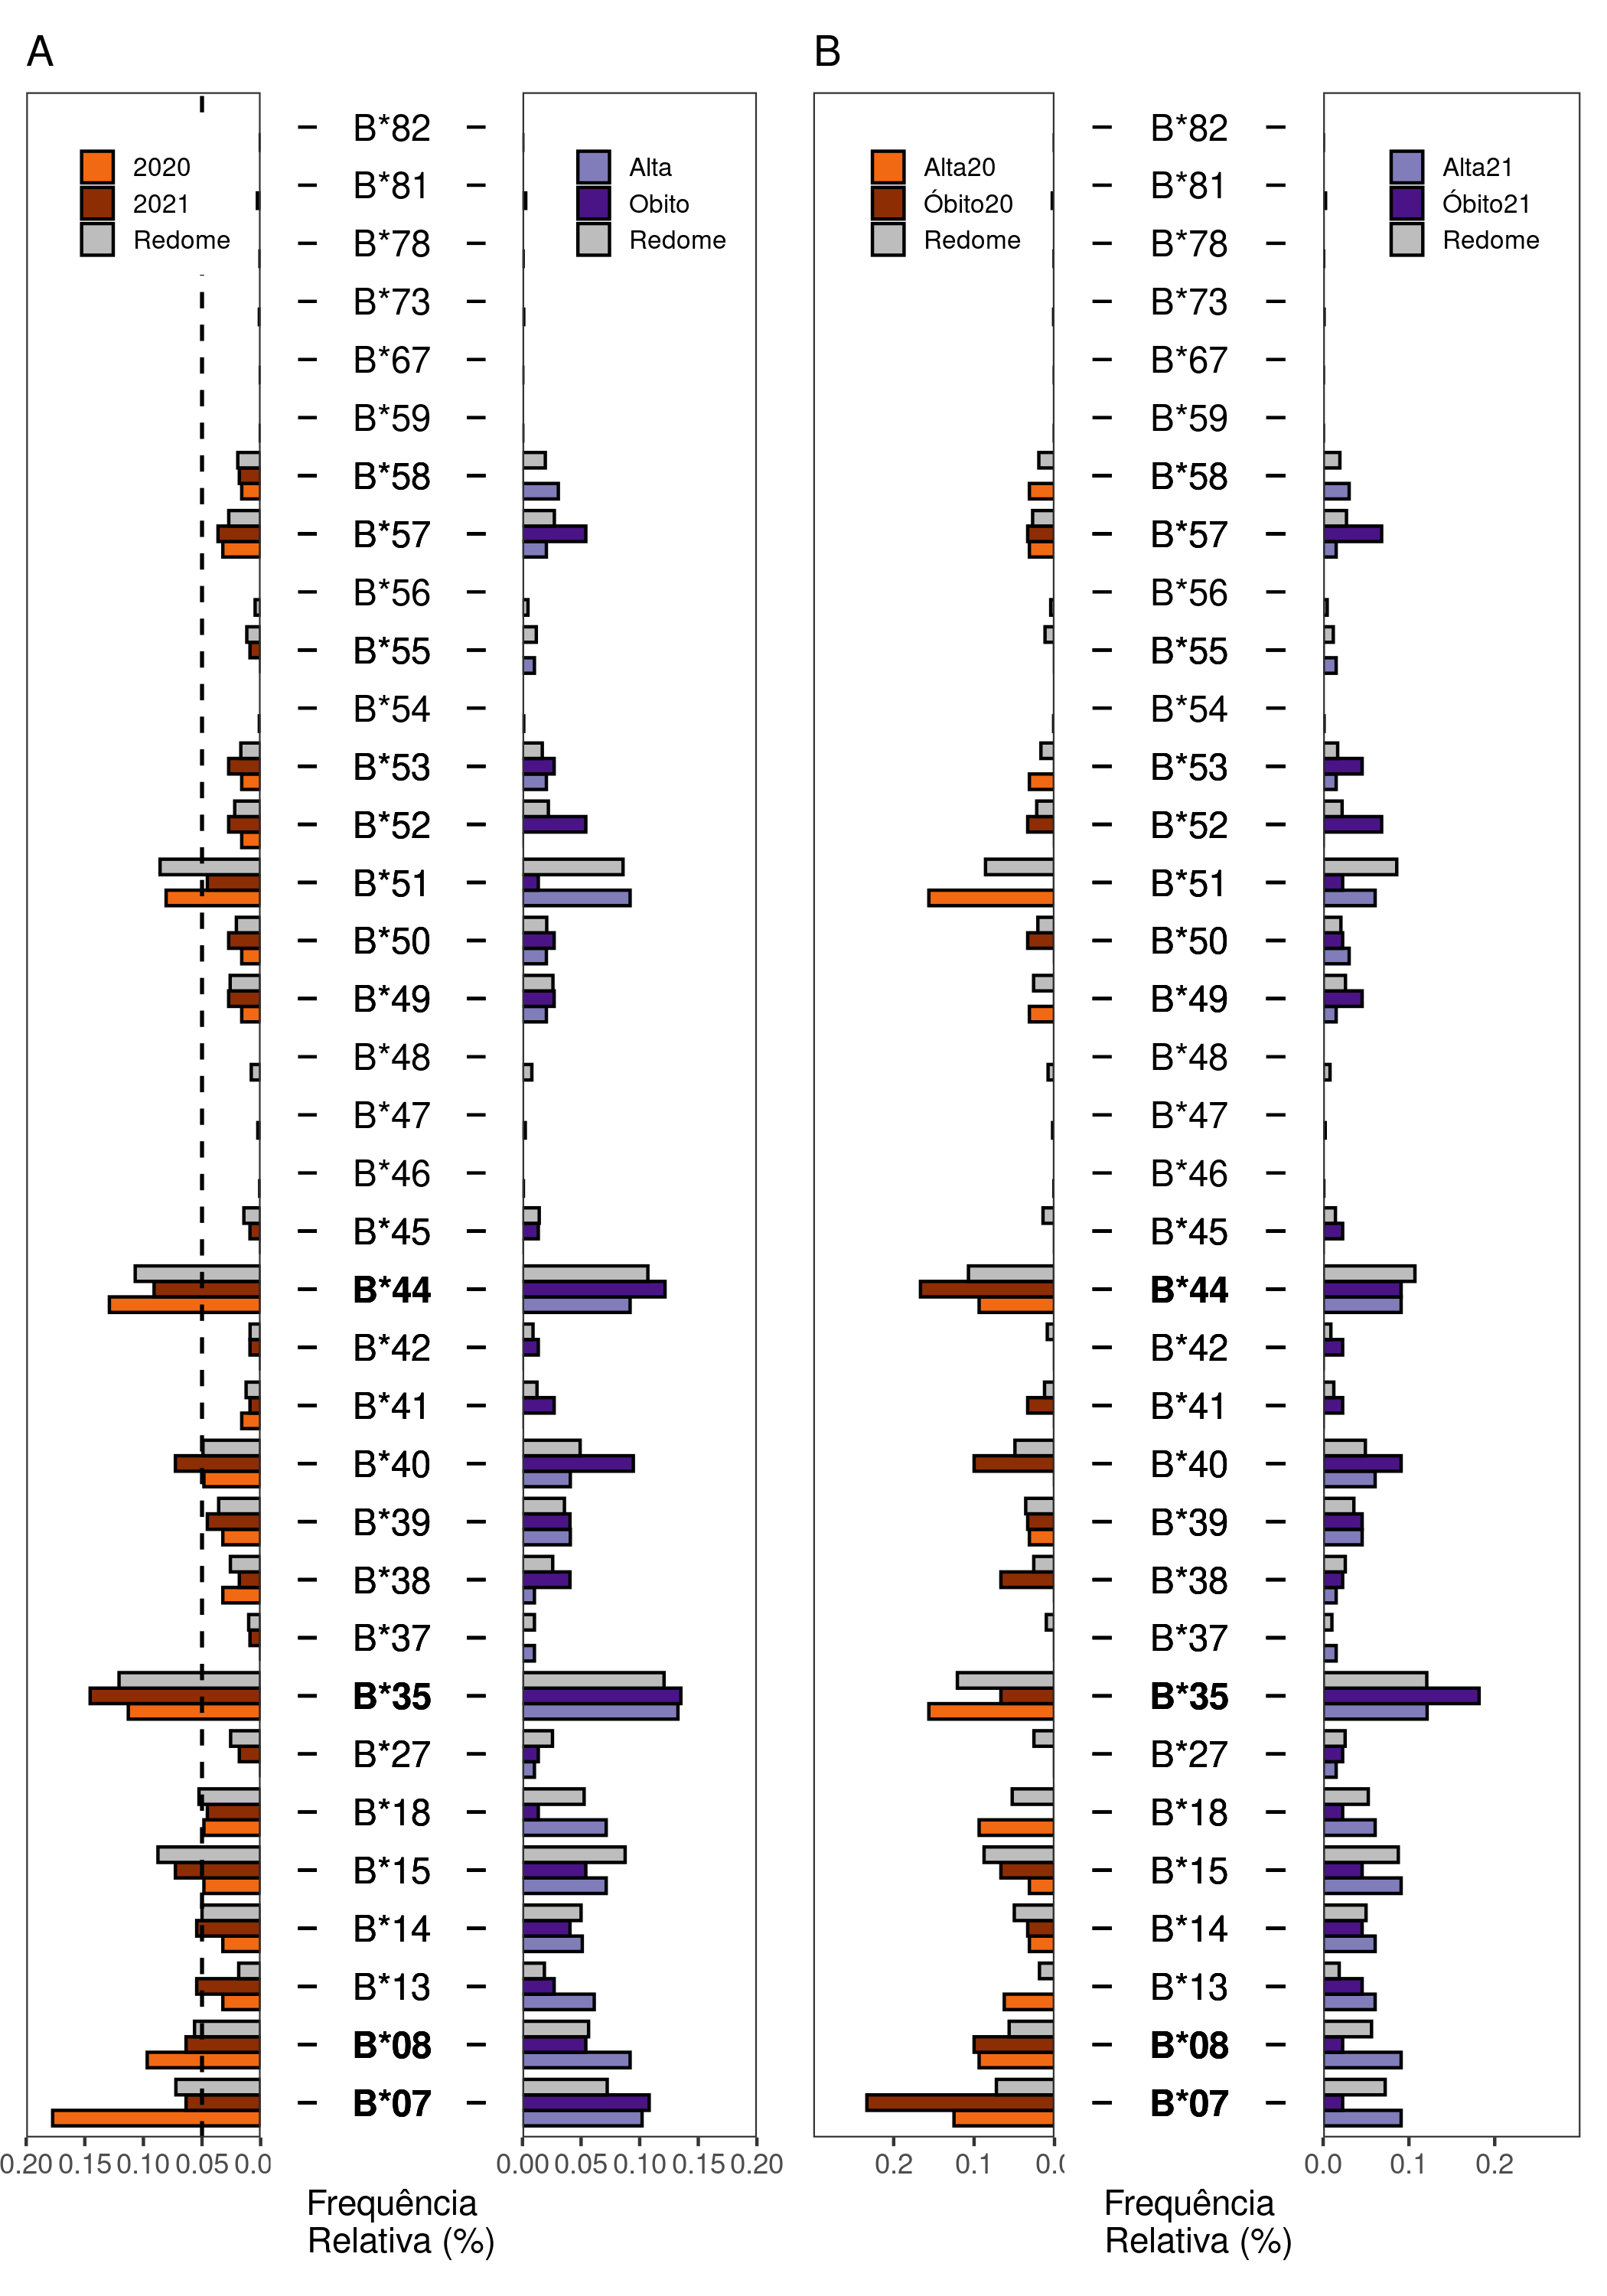 A
B
2020
2021
Redome
Alta
Obito
Redome
Alta20
Óbito20
Redome
Alta21
Óbito21
Redome
B*82
B*81
B*78
B*73
B*67
B*59
B*58
B*57
B*56
B*55
B*54
B*53
B*52
B*51
B*50
B*49
B*48
B*47
B*46
B*45
B*44
B*42
B*41
B*40
B*39
B*38
B*37
B*35
B*27
B*18
B*15
B*14
B*13
B*08
B*07
B*82
B*81
B*78
B*73
B*67
B*59
B*58
B*57
B*56
B*55
B*54
B*53
B*52
B*51
B*50
B*49
B*48
B*47
B*46
B*45
B*44
B*42
B*41
B*40
B*39
B*38
B*37
B*35
B*27
B*18
B*15
B*14
B*13
B*08
B*07
0.20 0.15 0.10 0.05 0.0
0.00 0.05 0.10 0.15 0.20
0.2 0.1 0.
0.0 0.1 0.2
Frequência
Relativa (%)
Frequência
Relativa (%)